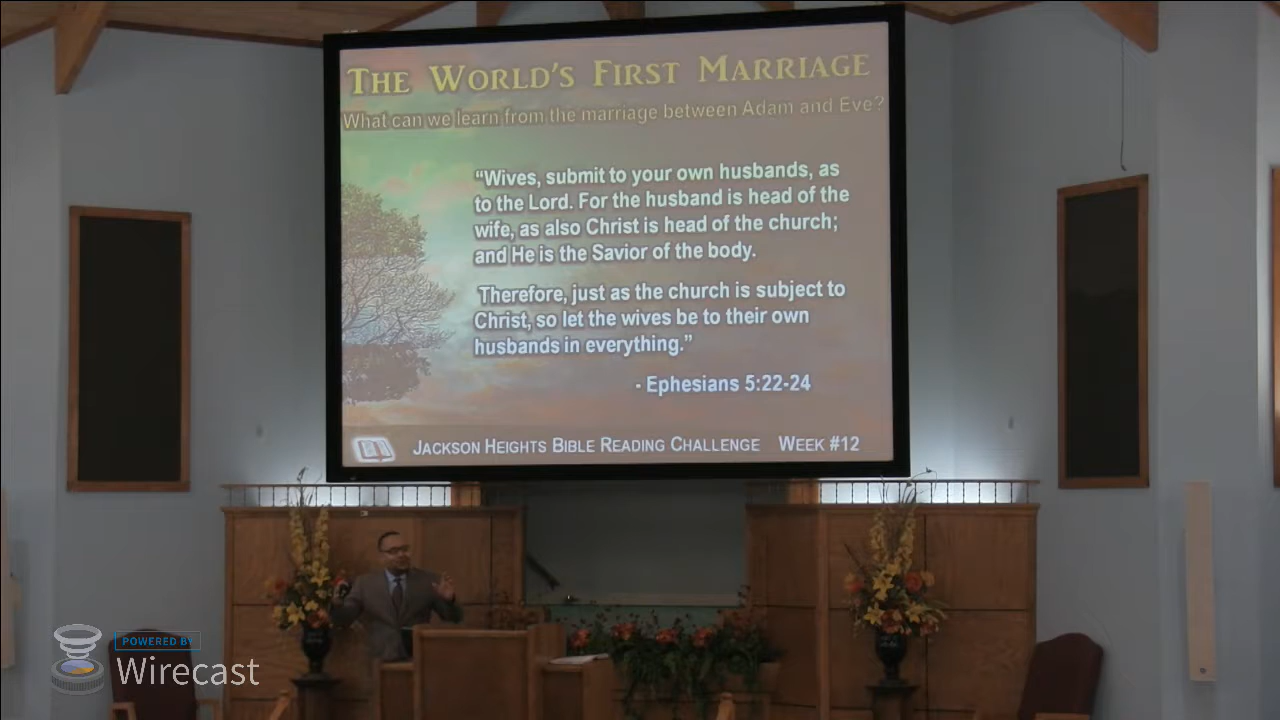 THE WORLD'S FIRST MARRIAGE
What can we learn from the marriage between Adam and Eve?
“Wives, submit to your own husbands, as
to the Lord. For the husband is head of the
wife, as also Christ is head of the church;
and He is the Savior of the body.
Therefore, just as the church is subject to
Christ, so let the wives be to their own
husbands in everything.”
- Ephesians 5:22-24
JACKSON HEIGHTS BIBLE READING CHALLENGE WEEK #12
POWERED BY
Wirecast